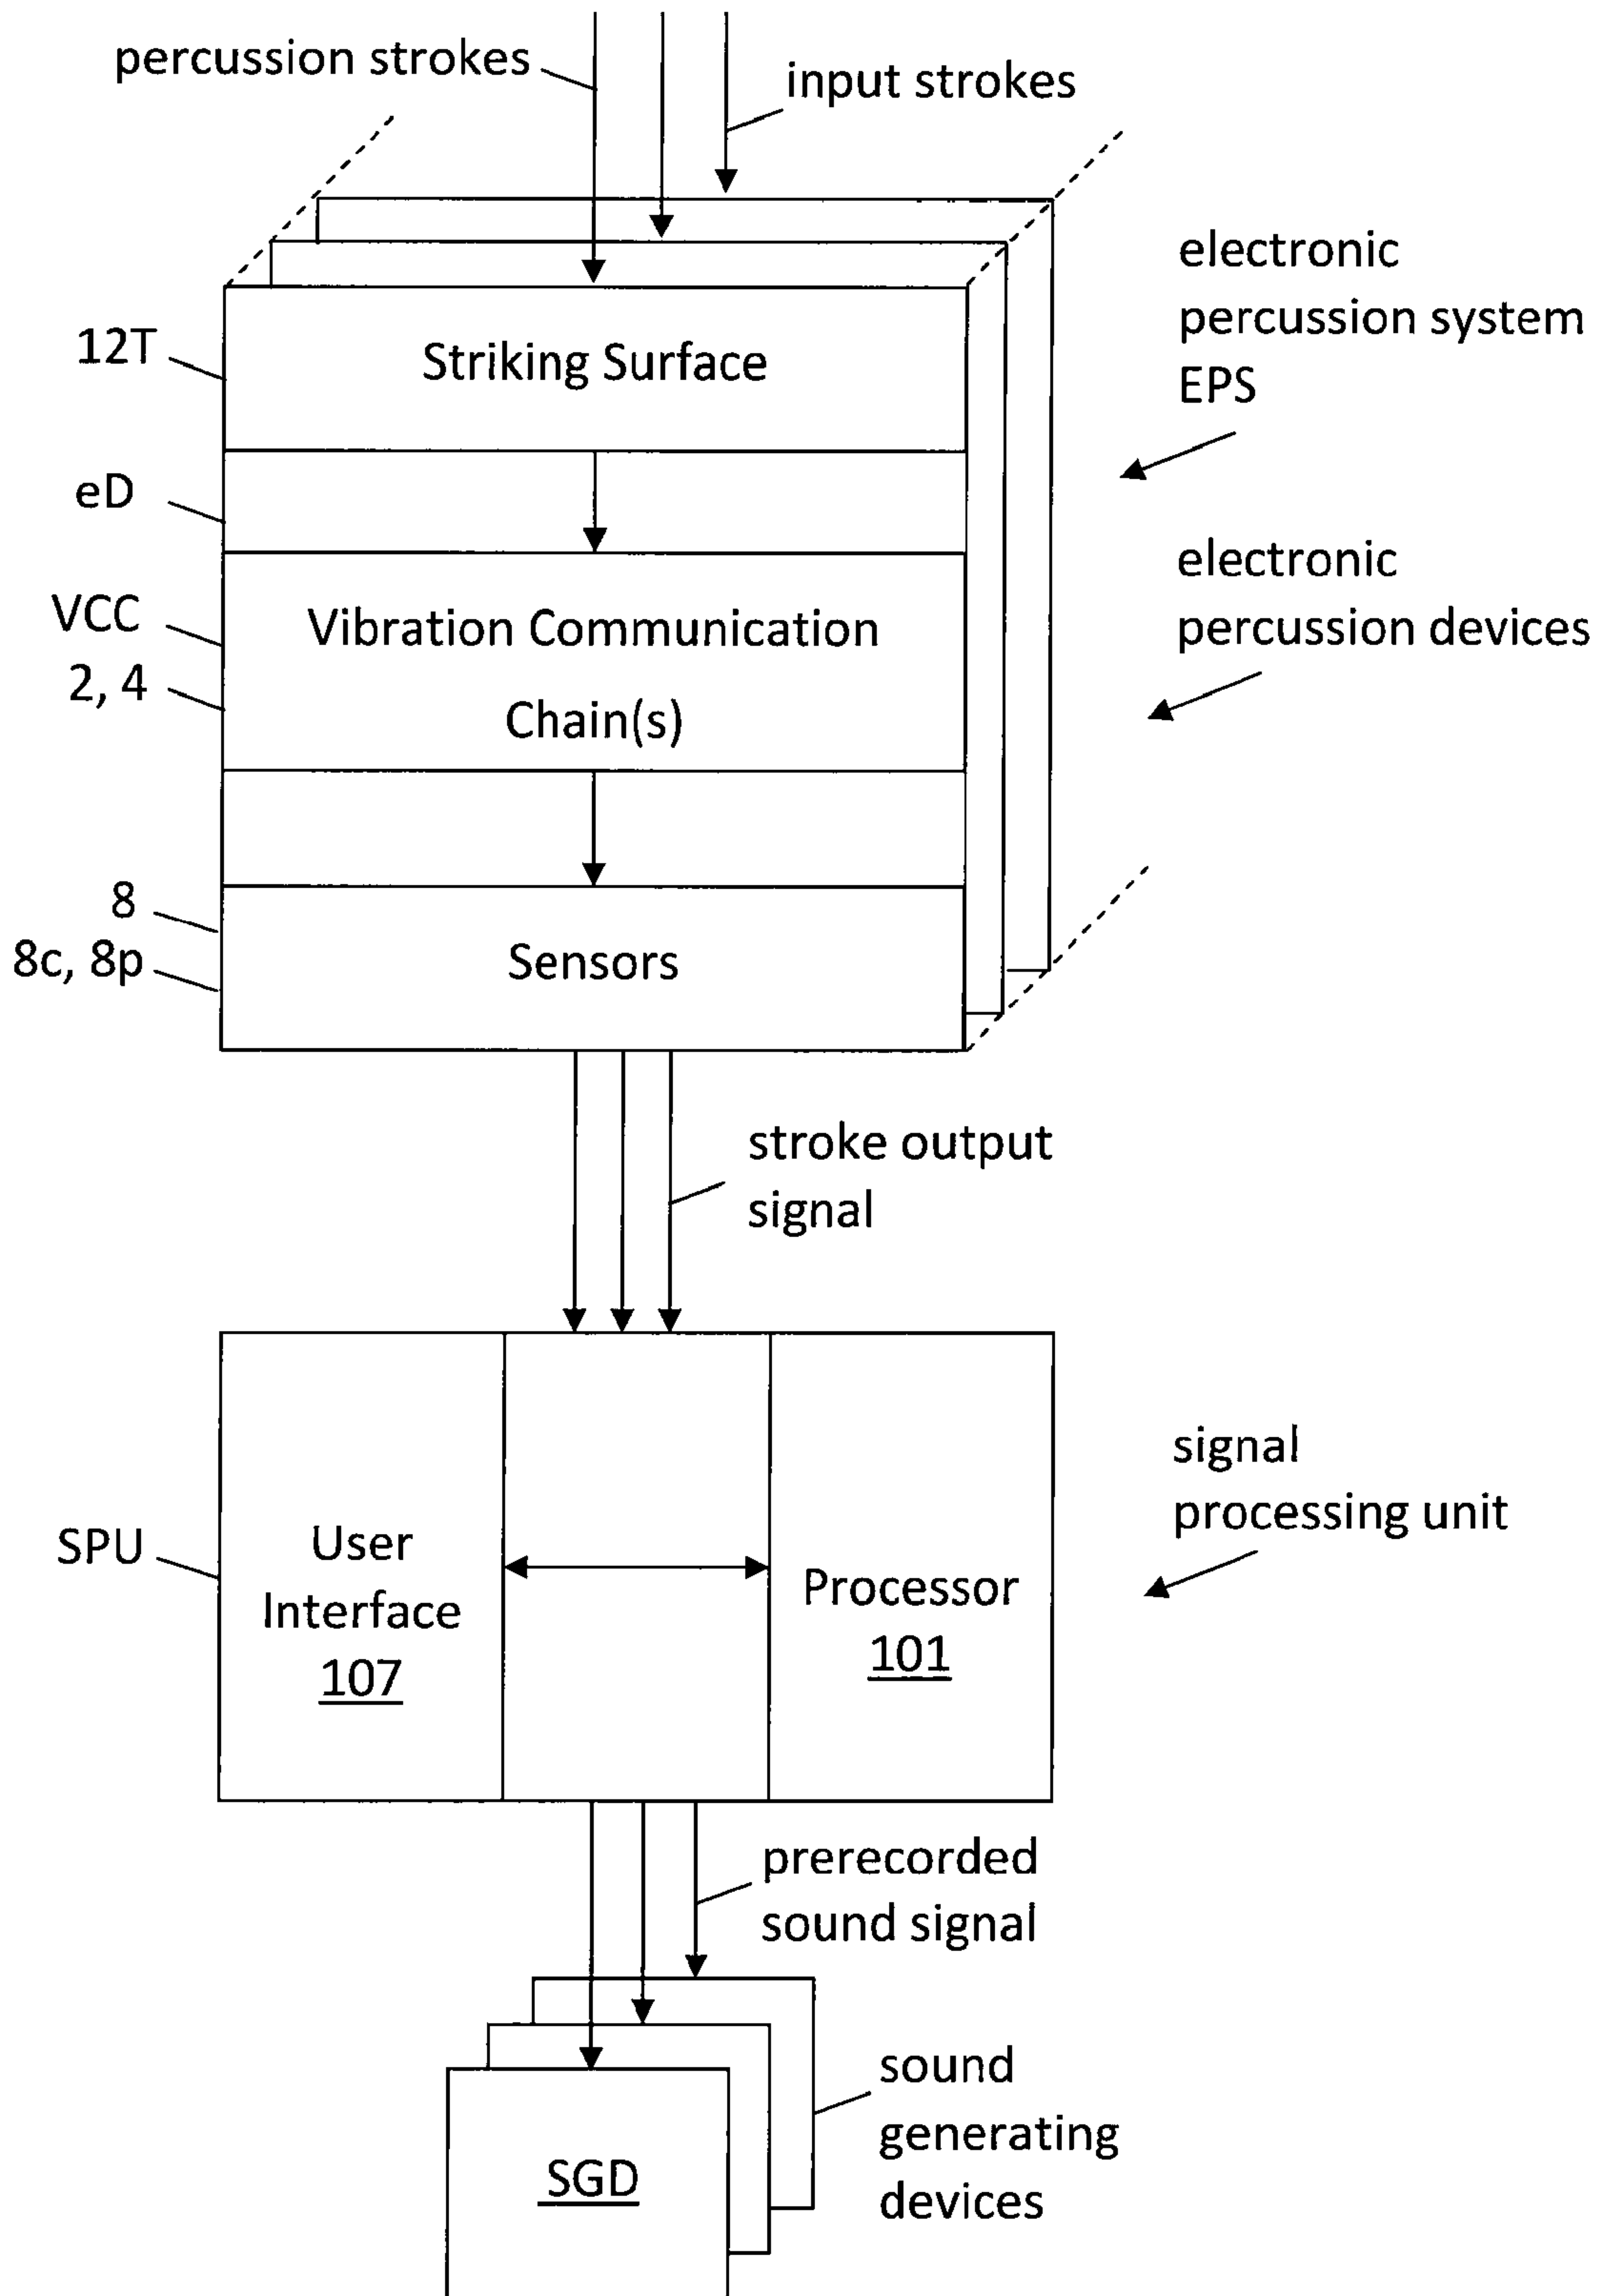 percussion strokes
input strokes
electronic
percussion system
EPS
12T
Striking Surface
eD
electronic
percussion devices
VCC
2, 4
Vibration Communication
Chain(s)
8
8c, 8p
Sensors
stroke output
signal
signal
processing unit
SPU
User
Interface
107
Processor
101
prerecorded
sound signal
sound
generating
devices
SGD